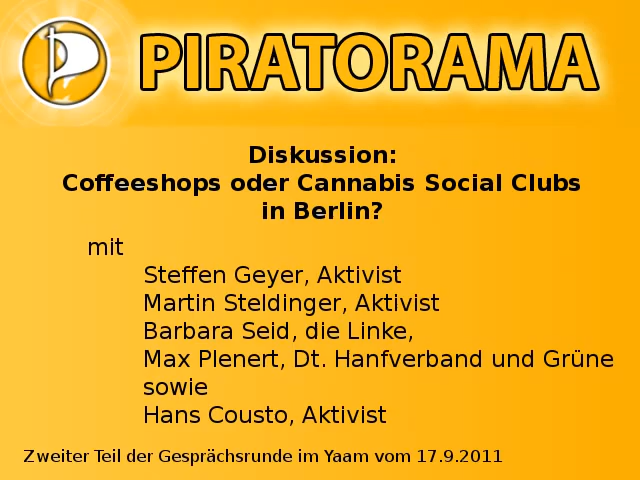 PIRATORAMA
Diskussion:
Coffeeshops oder Cannabis Social Clubs
in Berlin?
mit
Steffen Geyer, Aktivist
Martin Steldinger, Aktivist
Barbara Seid, die Linke,
Max Plenert, Dt. Hanfverband und Grüne
sowie
Hans Cousto, Aktivist
Zweiter Teil der Gesprächsrunde im Yaam vom 17.9.2011